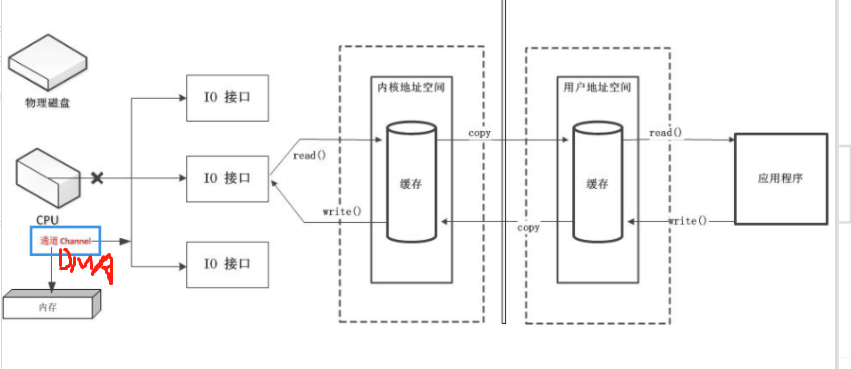 物理磁盘
IO 接口
内核地址空间
用户地址空间
copy
read()
read()
IO 接口
缓存
缓存
应用程序
CPU
write()
copy
write()
通道 Channel
DMA
IO 接口
内存